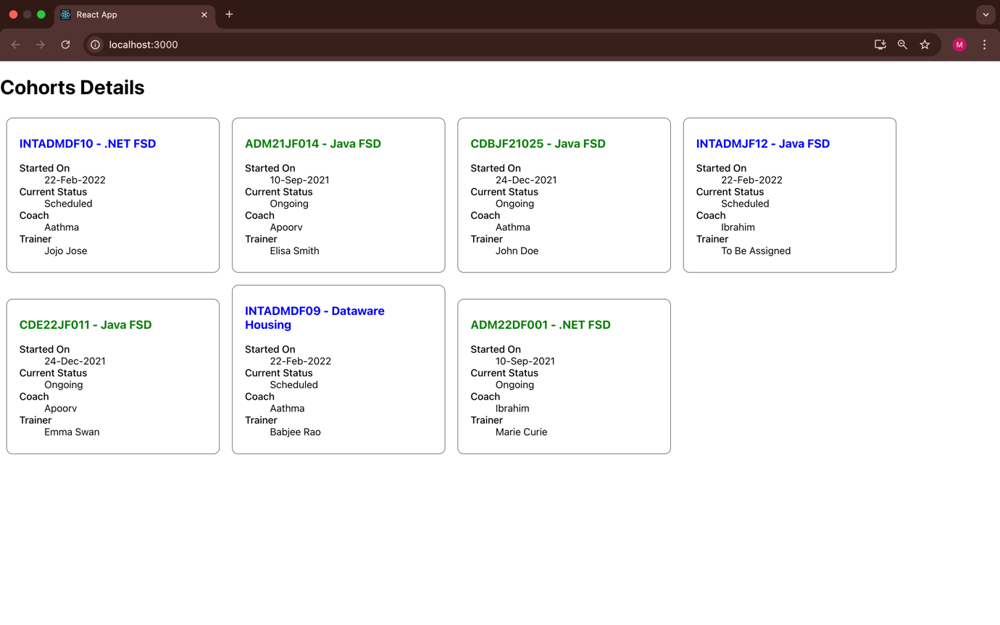 React App
localhost:3000
M
Cohorts Details
INTADMDF10 - .NET FSD
Started On
22-Feb-2022
Current Status
Scheduled
Coach
Aathma
Trainer
Jojo Jose
ADM21JF014 - Java FSD
Started On
10-Sep-2021
Current Status
Ongoing
Coach
Apoorv
Trainer
Elisa Smith
CDBJF21025 - Java FSD
Started On
24-Dec-2021
Current Status
Ongoing
Coach
Aathma
Trainer
John Doe
INTADMJF12 - Java FSD
Started On
22-Feb-2022
Current Status
Scheduled
Coach
Ibrahim
Trainer
To Be Assigned
CDE22JF011 - Java FSD
Started On
24-Dec-2021
Current Status
Ongoing
Coach
Apoorv
Trainer
Emma Swan
INTADMDF09 - Dataware
Housing
Started On
22-Feb-2022
Current Status
Scheduled
Coach
Aathma
Trainer
Babjee Rao
ADM22DF001 - .NET FSD
Started On
10-Sep-2021
Current Status
Ongoing
Coach
Ibrahim
Trainer
Marie Curie